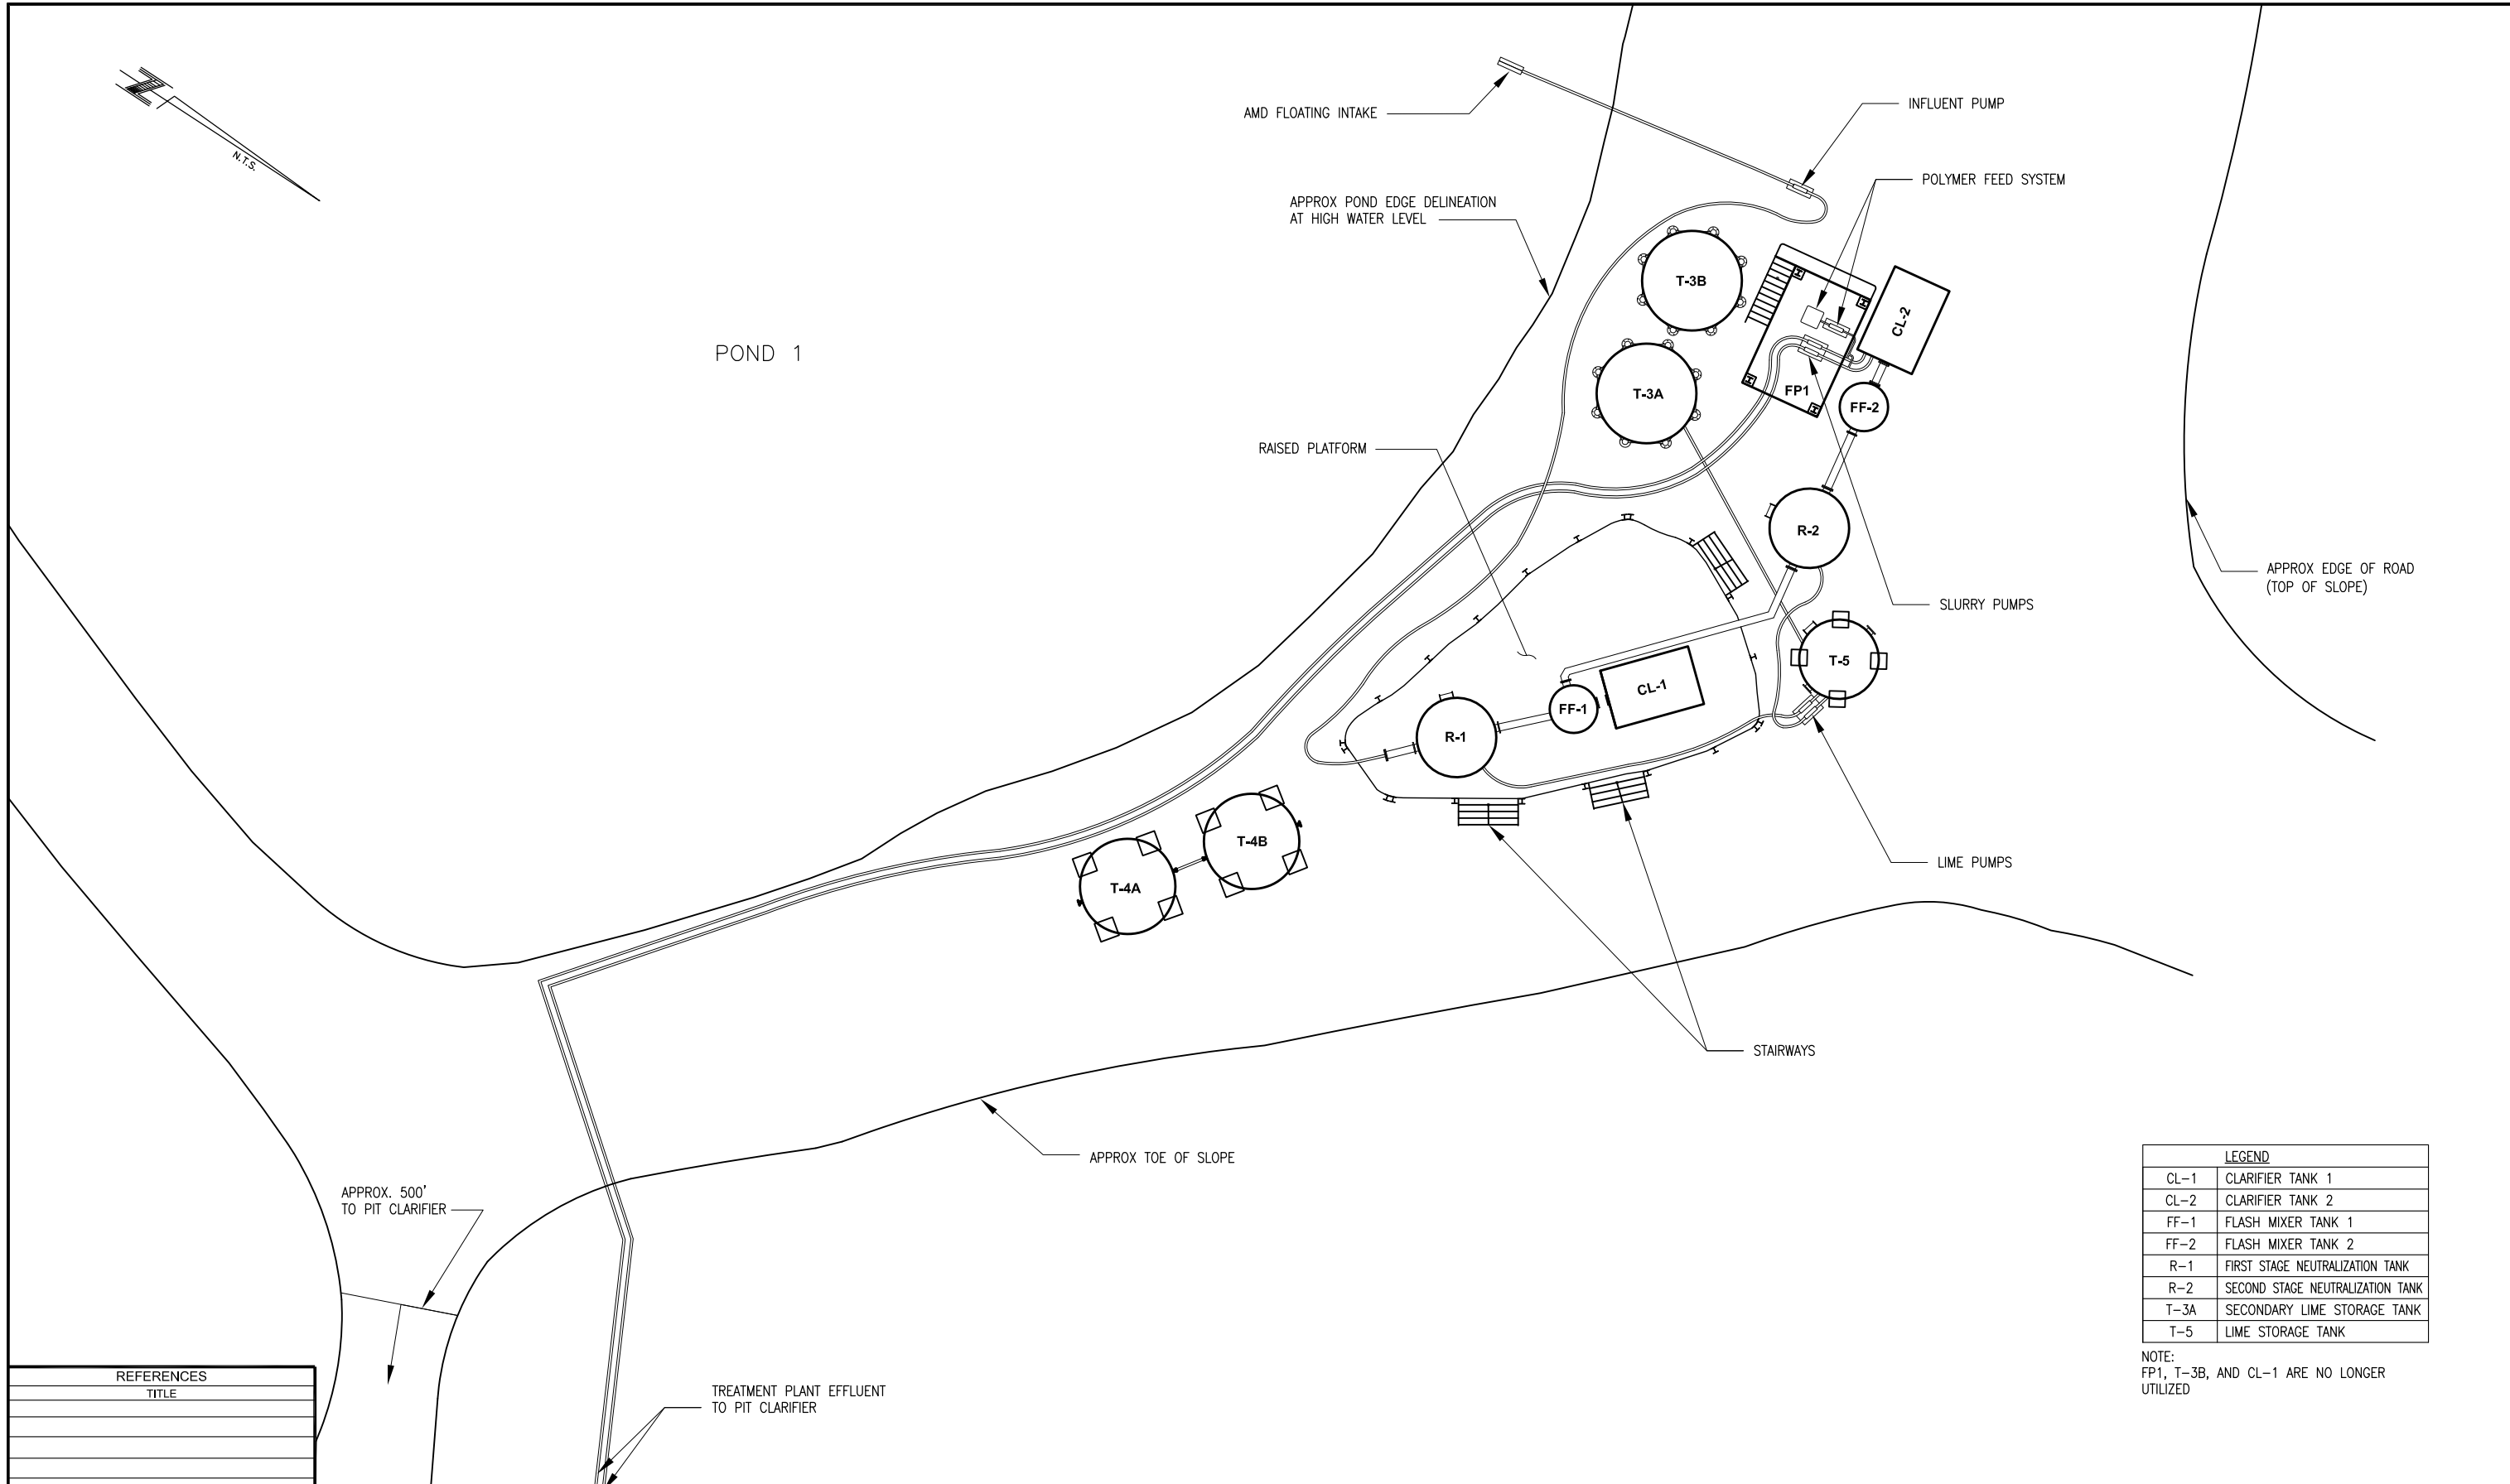 N
N.T.S.
AMD FLOATING INTAKE
INFLUENT PUMP
POLYMER FEED SYSTEM
APPROX POND EDGE DELINEATION
AT HIGH WATER LEVEL
T-3B
CL-2
POND 1
T-3A
FP1
FF-2
RAISED PLATFORM
R-2
APPROX EDGE OF ROAD
(TOP OF SLOPE)
SLURRY PUMPS
T-5
CL-1
FF-1
R-1
T-4B
LIME PUMPS
T-4A
STAIRWAYS
APPROX TOE OF SLOPE
APPROX. 500'
TO PIT CLARIFIER
TREATMENT PLANT EFFLUENT
TO PIT CLARIFIER
LEGEND
CL-1 CLARIFIER TANK 1
CL-2 CLARIFIER TANK 2
FF-1 FLASH MIXER TANK 1
FF-2 FLASH MIXER TANK 2
R-1 FIRST STAGE NEUTRALIZATION TANK
R-2 SECOND STAGE NEUTRALIZATION TANK
T-3A SECONDARY LIME STORAGE TANK
T-5 LIME STORAGE TANK
NOTE:
FP1, T-3B, AND CL-1 ARE NO LONGER
UTILIZED
REFERENCES
TITLE